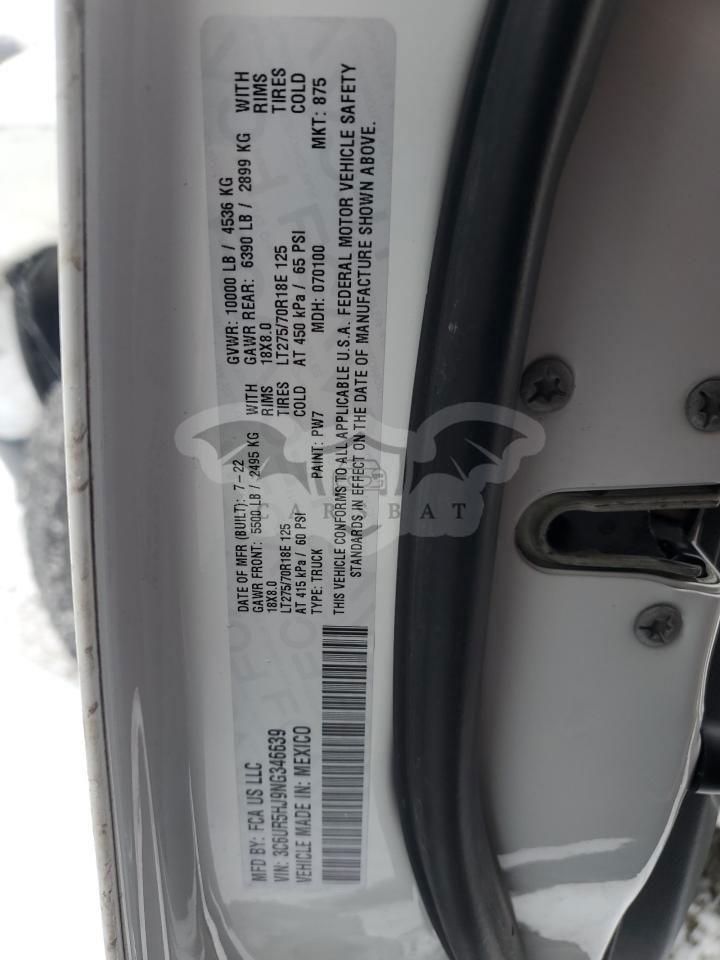 MFD BY: FCA US LLC
VIN: 3C6UR5HJ9NG346639
VEHICLE MADE IN: MEXICO
DATE OF MFR (BUILT): 7-22 GVWR: 10000 LB / 4536 KG
GAWR FRONT: 5500 LB / 2495 KG WITH GAWR REAR: 6390 LB / 2899 KG WITH
18X8.0 RIMS 18X8.0 RIMS
LT275/70R18E 125 TIRES LT275/70R18E 125 TIRES
AT 415 kPa / 60 PSI COLD AT 450 kPa / 65 PSI COLD
TYPE: TRUCK PAINT: PW7 MDH: 070100 MKT: 875
THIS VEHICLE CONFORMS TO ALL APPLICABLE U.S.A. FEDERAL MOTOR VEHICLE SAFETY
STANDARDS IN EFFECT ON THE DATE OF MANUFACTURE SHOWN ABOVE.
CARSBAT